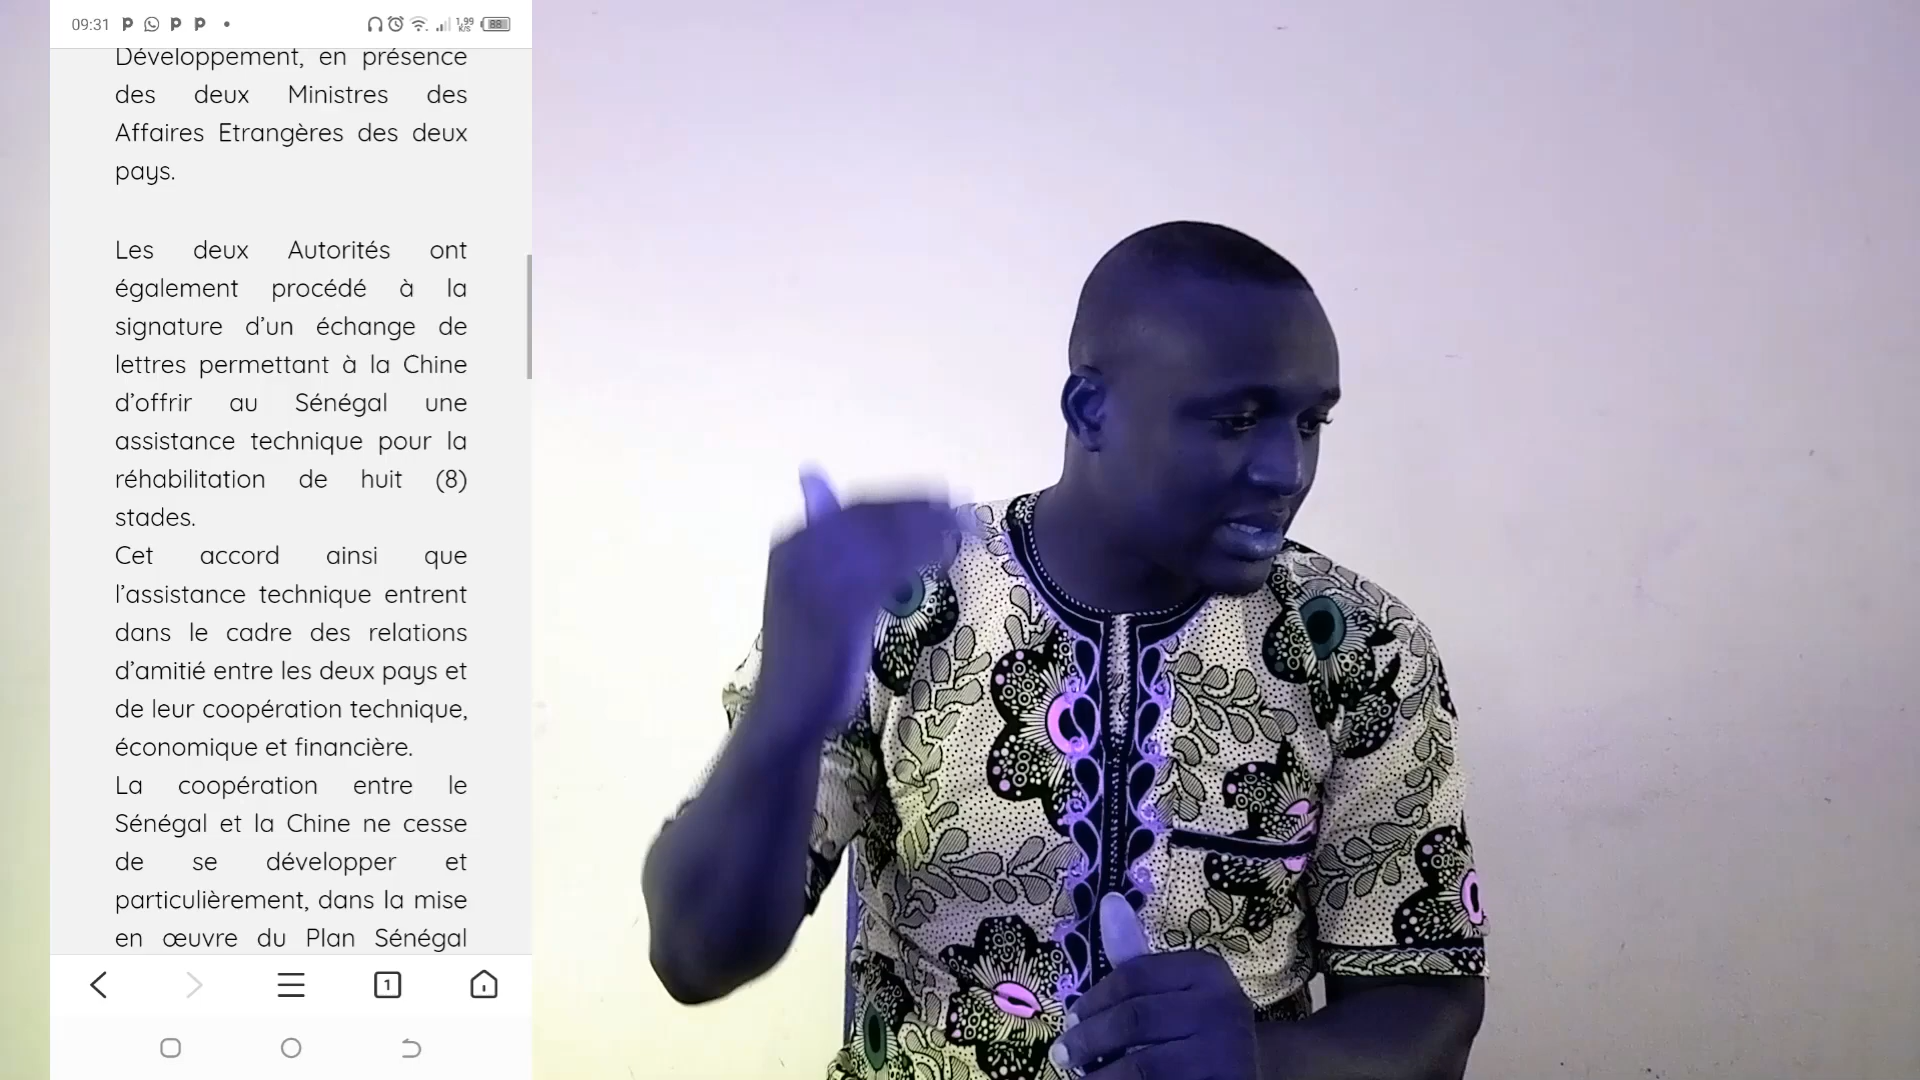 09:31 P P P 1,99 K/s 88
Développement, en présence
des deux Ministres des
Affaires Etrangères des deux
pays.
Les deux Autorités ont
également procédé à la
signature d’un échange de
lettres permettant à la Chine
d’offrir au Sénégal une
assistance technique pour la
réhabilitation de huit (8)
stades.
Cet accord ainsi que
l’assistance technique entrent
dans le cadre des relations
d’amitié entre les deux pays et
de leur coopération technique,
économique et financière.
La coopération entre le
Sénégal et la Chine ne cesse
de se développer et
particulièrement, dans la mise
en œuvre du Plan Sénégal
1